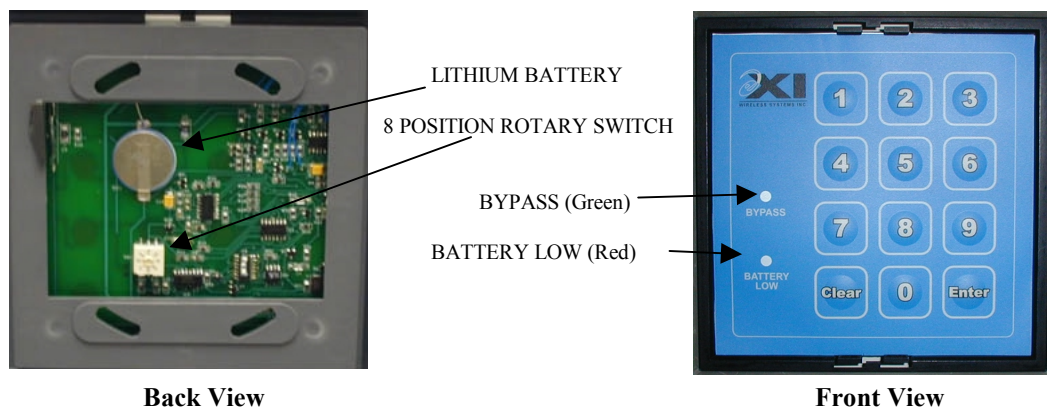 LITHIUM BATTERY
8 POSITION ROTARY SWITCH
BYPASS (Green)
BATTERY LOW (Red)
XI
WIRELESS SYSTEMS INC
1 2 3
4 5 6
BYPASS
7 8 9
BATTERY
LOW
Clear 0 Enter
Back View
Front View